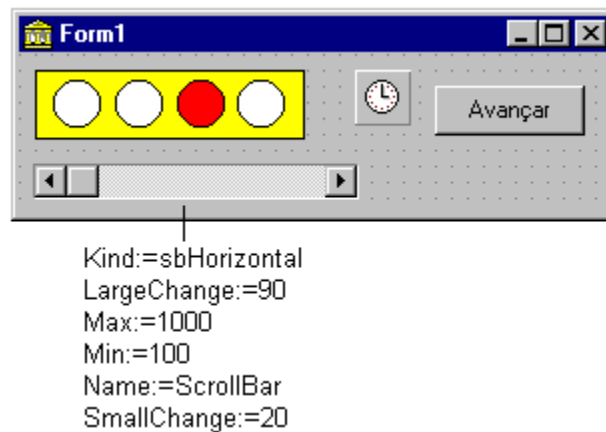 Form1
Avançar
Kind:=sbHorizontal
LargeChange:=90
Max:=1000
Min:=100
Name:=ScrollBar
SmallChange:=20